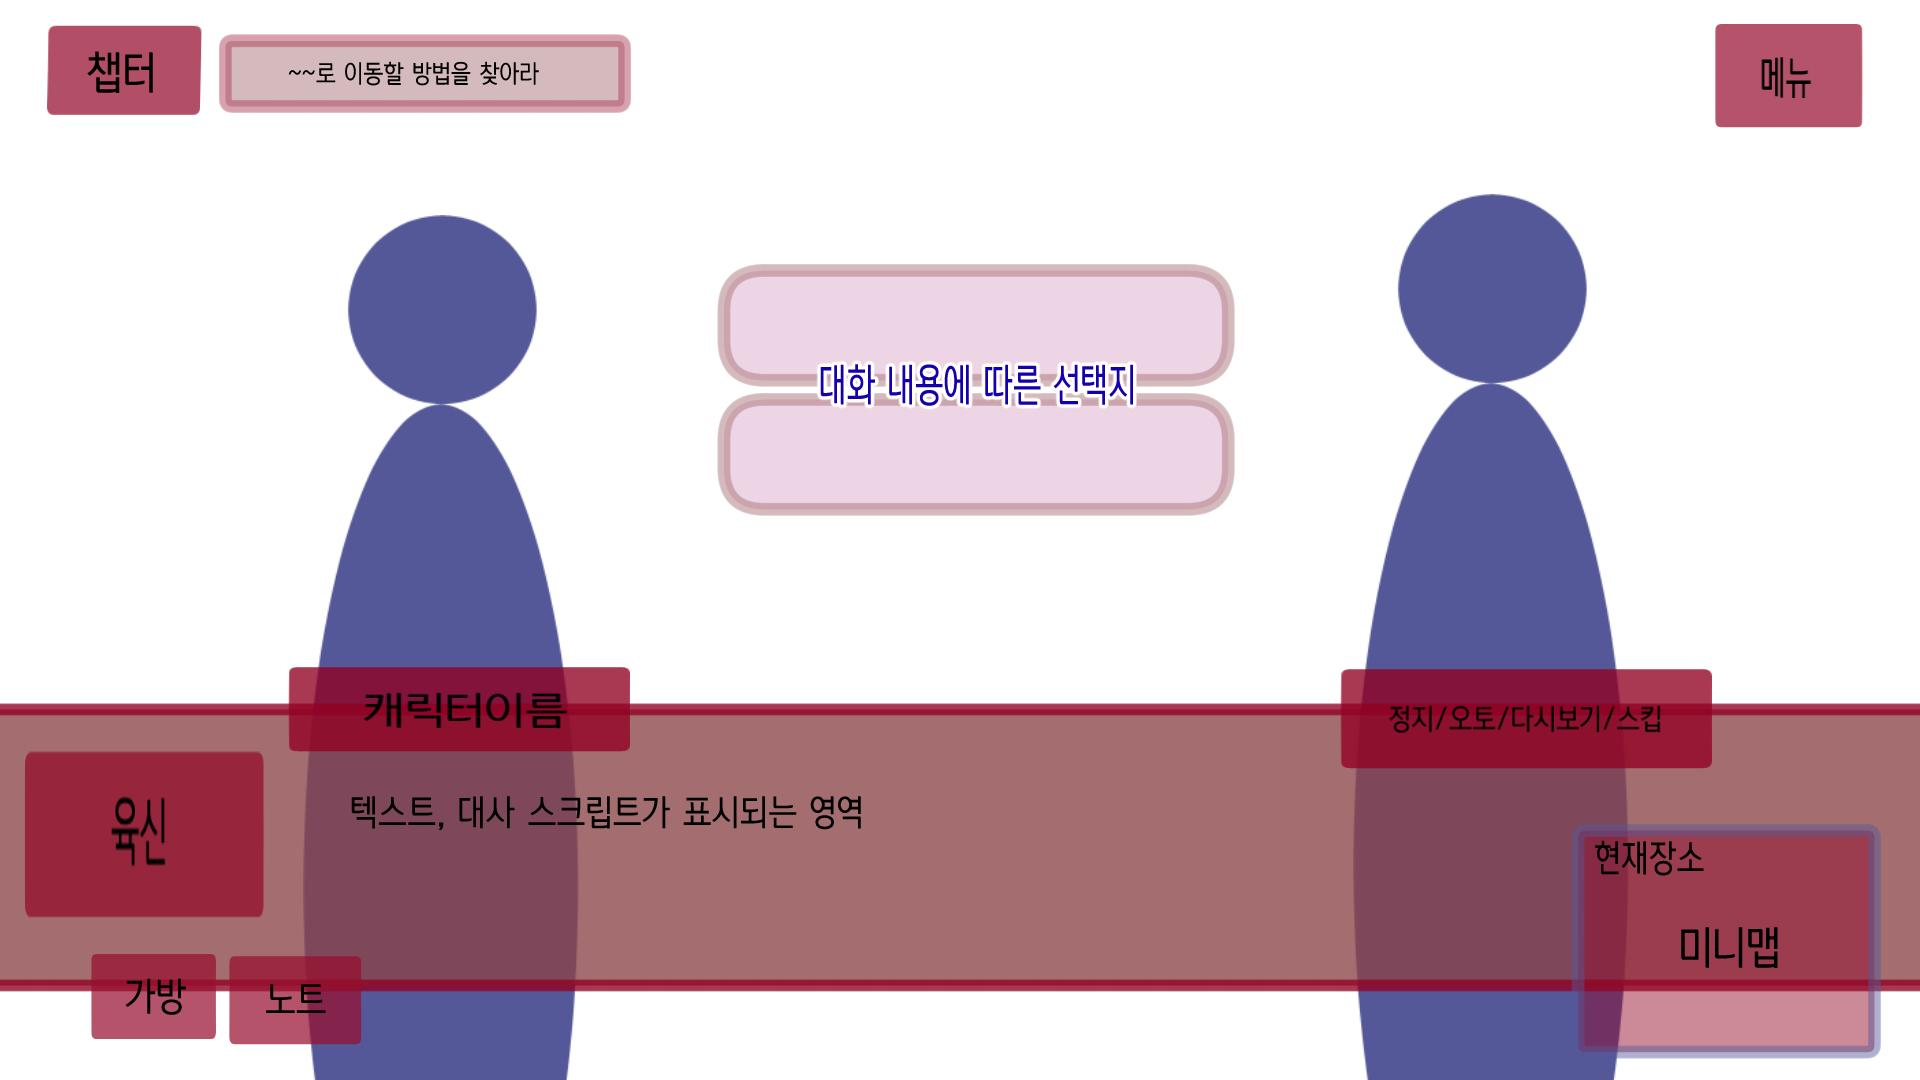 챕터
~~로 이동할 방법을 찾아라
메뉴
대화 내용에 따른 선택지
캐릭터이름
정지/오토/다시보기/스킵
육신
텍스트, 대사 스크립트가 표시되는 영역
현재장소
미니맵
가방
노트